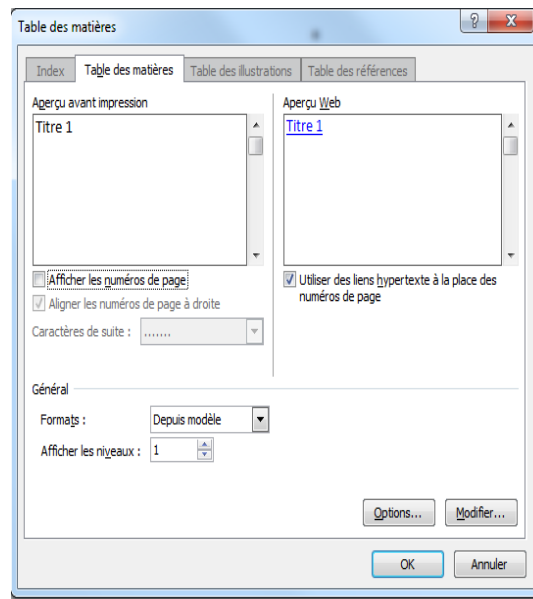 Table des matières
Index
Table des matières
Table des illustrations
Table des références
Aperçu avant impression
Titre 1
Aperçu Web
Titre 1
Afficher les numéros de page
Aligner les numéros de page à droite
Caractères de suite : .......
Utiliser des liens hypertexte à la place des
numéros de page
Général
Formats : Depuis modèle
Afficher les niveaux : 1
Options...
Modifier...
OK
Annuler